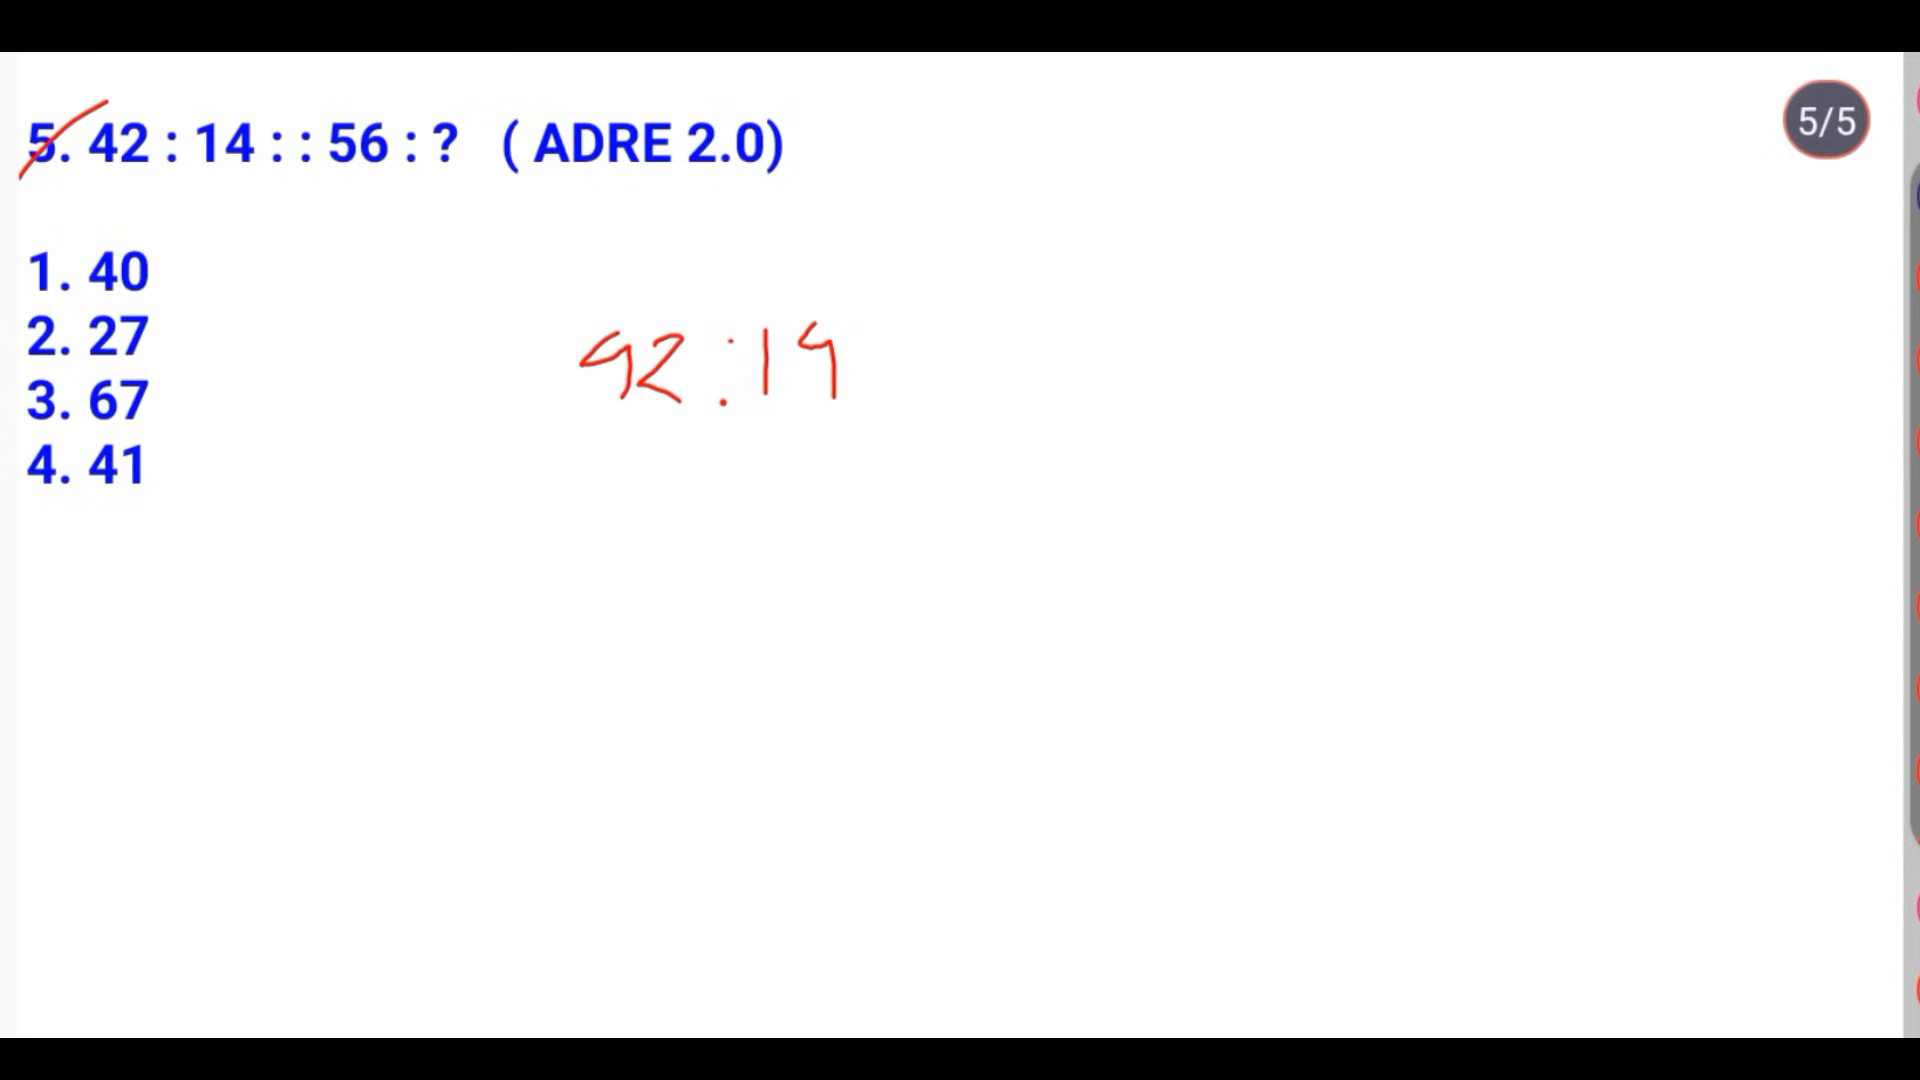 5. 42 : 14 : : 56 : ? ( ADRE 2.0)
5/5
1. 40
2. 27
3. 67
4. 41
42 : 14